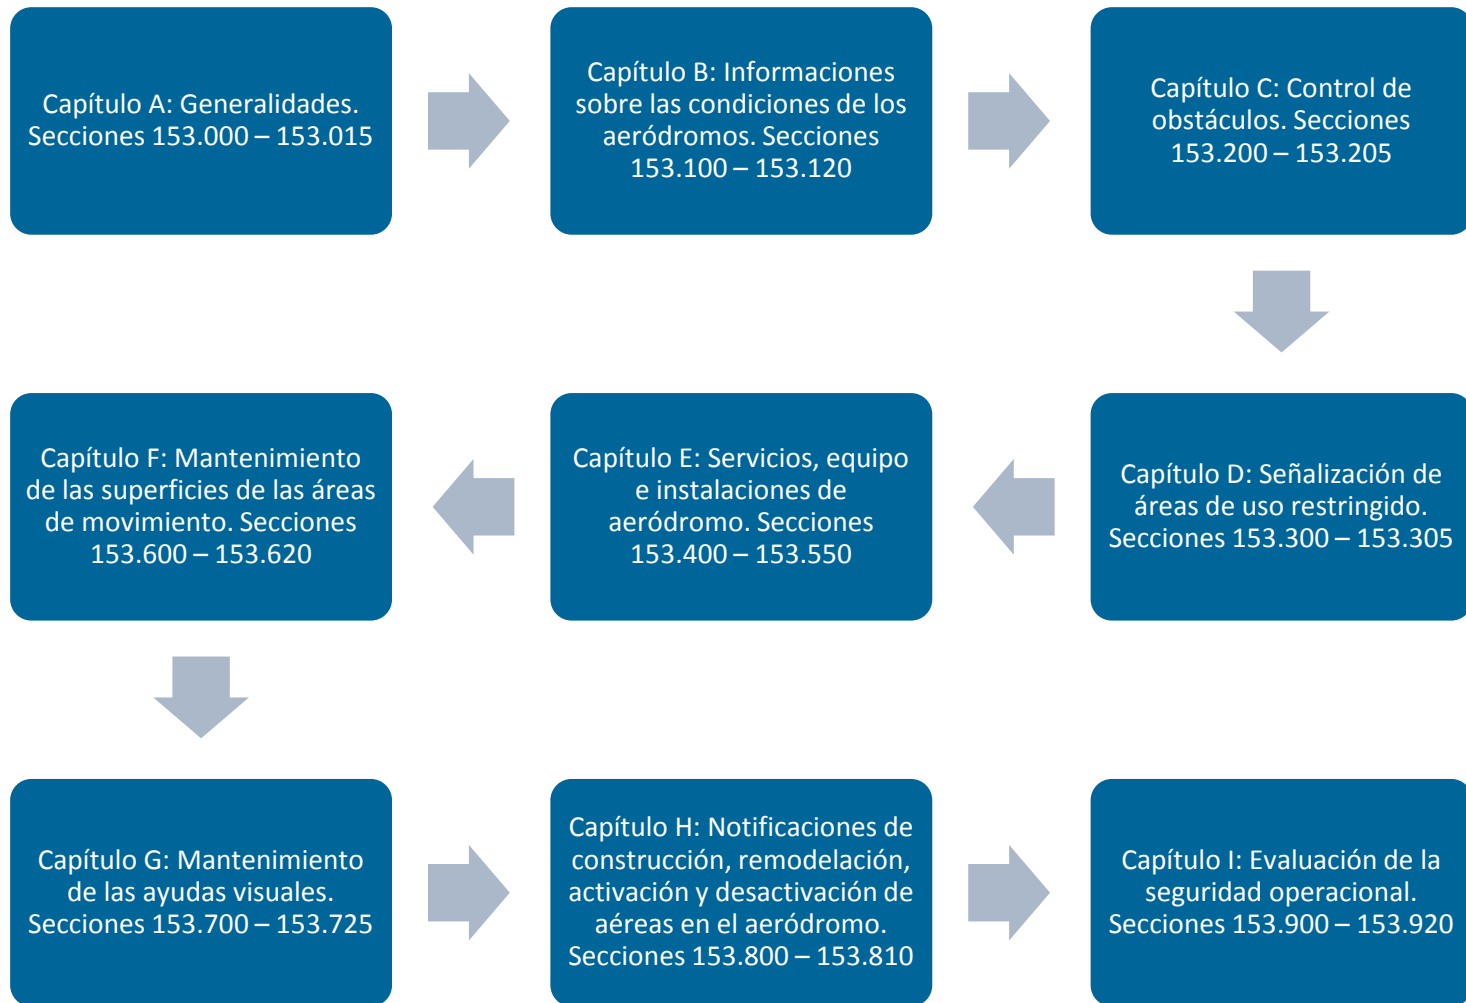 Capítulo A: Generalidades.
Secciones 153.000 – 153.015
Capítulo B: Informaciones
sobre las condiciones de los
aeródromos. Secciones
153.100 – 153.120
Capítulo C: Control de
obstáculos. Secciones
153.200 – 153.205
Capítulo D: Señalización de
áreas de uso restringido.
Secciones 153.300 – 153.305
Capítulo E: Servicios, equipo
e instalaciones de
aeródromo. Secciones
153.400 – 153.550
Capítulo F: Mantenimiento
de las superficies de las áreas
de movimiento. Secciones
153.600 – 153.620
Capítulo G: Mantenimiento
de las ayudas visuales.
Secciones 153.700 – 153.725
Capítulo H: Notificaciones de
construcción, remodelación,
activación y desactivación de
aéreas en el aeródromo.
Secciones 153.800 – 153.810
Capítulo I: Evaluación de la
seguridad operacional.
Secciones 153.900 – 153.920